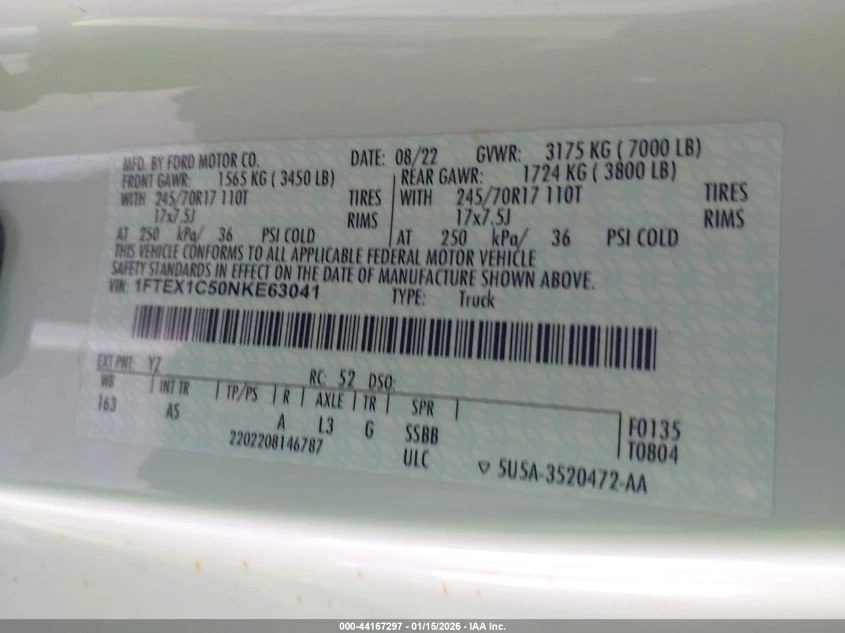 MFD. BY FORD MOTOR CO. DATE: 08/22 GVWR: 3175 KG ( 7000 LB)
FRONT GAWR: 1565 KG ( 3450 LB) REAR GAWR: 1724 KG ( 3800 LB)
WITH 245/70R17 110T TIRES WITH 245/70R17 110T TIRES
17x7.5J RIMS 17x7.5J RIMS
AT 250 kPa/ 36 PSI COLD AT 250 kPa/ 36 PSI COLD
THIS VEHICLE CONFORMS TO ALL APPLICABLE FEDERAL MOTOR VEHICLE
SAFETY STANDARDS IN EFFECT ON THE DATE OF MANUFACTURE SHOWN ABOVE.
VIN: 1FTEX1C50NKE63041 TYPE: Truck
EXT PNT: YZ RC: 52 DSO:
WB INT TR TP/PS R AXLE TR SPR
163 AS A L3 G SSBB F0135
2202208146787 ULC T0804
5U5A-3520472-AA
000-44167297 - 01/15/2026 - IAA Inc.